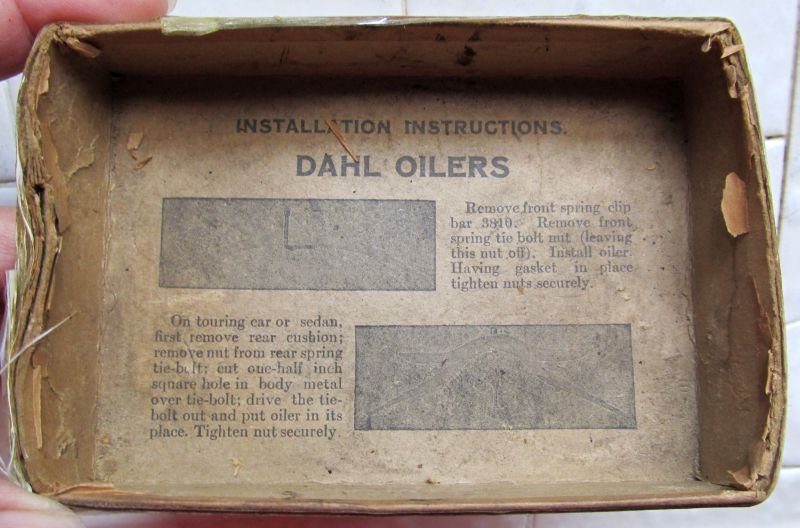 INSTALLATION INSTRUCTIONS.
DAHL OILERS
Remove front spring clip
bar 3810. Remove front
spring tie bolt nut (leaving
this nut off). Install oiler.
Having gasket in place
tighten nuts securely.
On touring car or sedan,
first remove rear cushion;
remove nut from rear spring
tie-bolt; cut one-half inch
square hole in body metal
over tie-bolt; drive the tie-
bolt out and put oiler in its
place. Tighten nut securely.